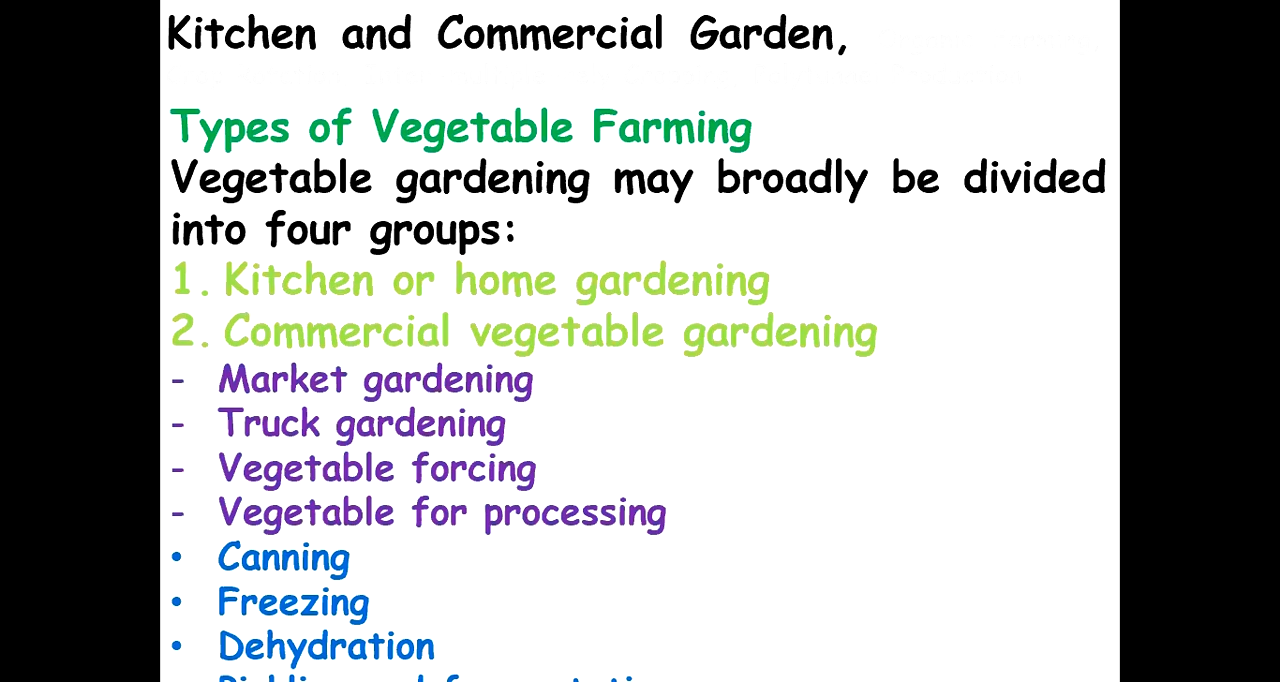 Kitchen and Commercial Garden,
Types of Vegetable Farming
Vegetable gardening may broadly be divided
into four groups:
1. Kitchen or home gardening
2. Commercial vegetable gardening
- Market gardening
- Truck gardening
- Vegetable forcing
- Vegetable for processing
• Canning
• Freezing
• Dehydration